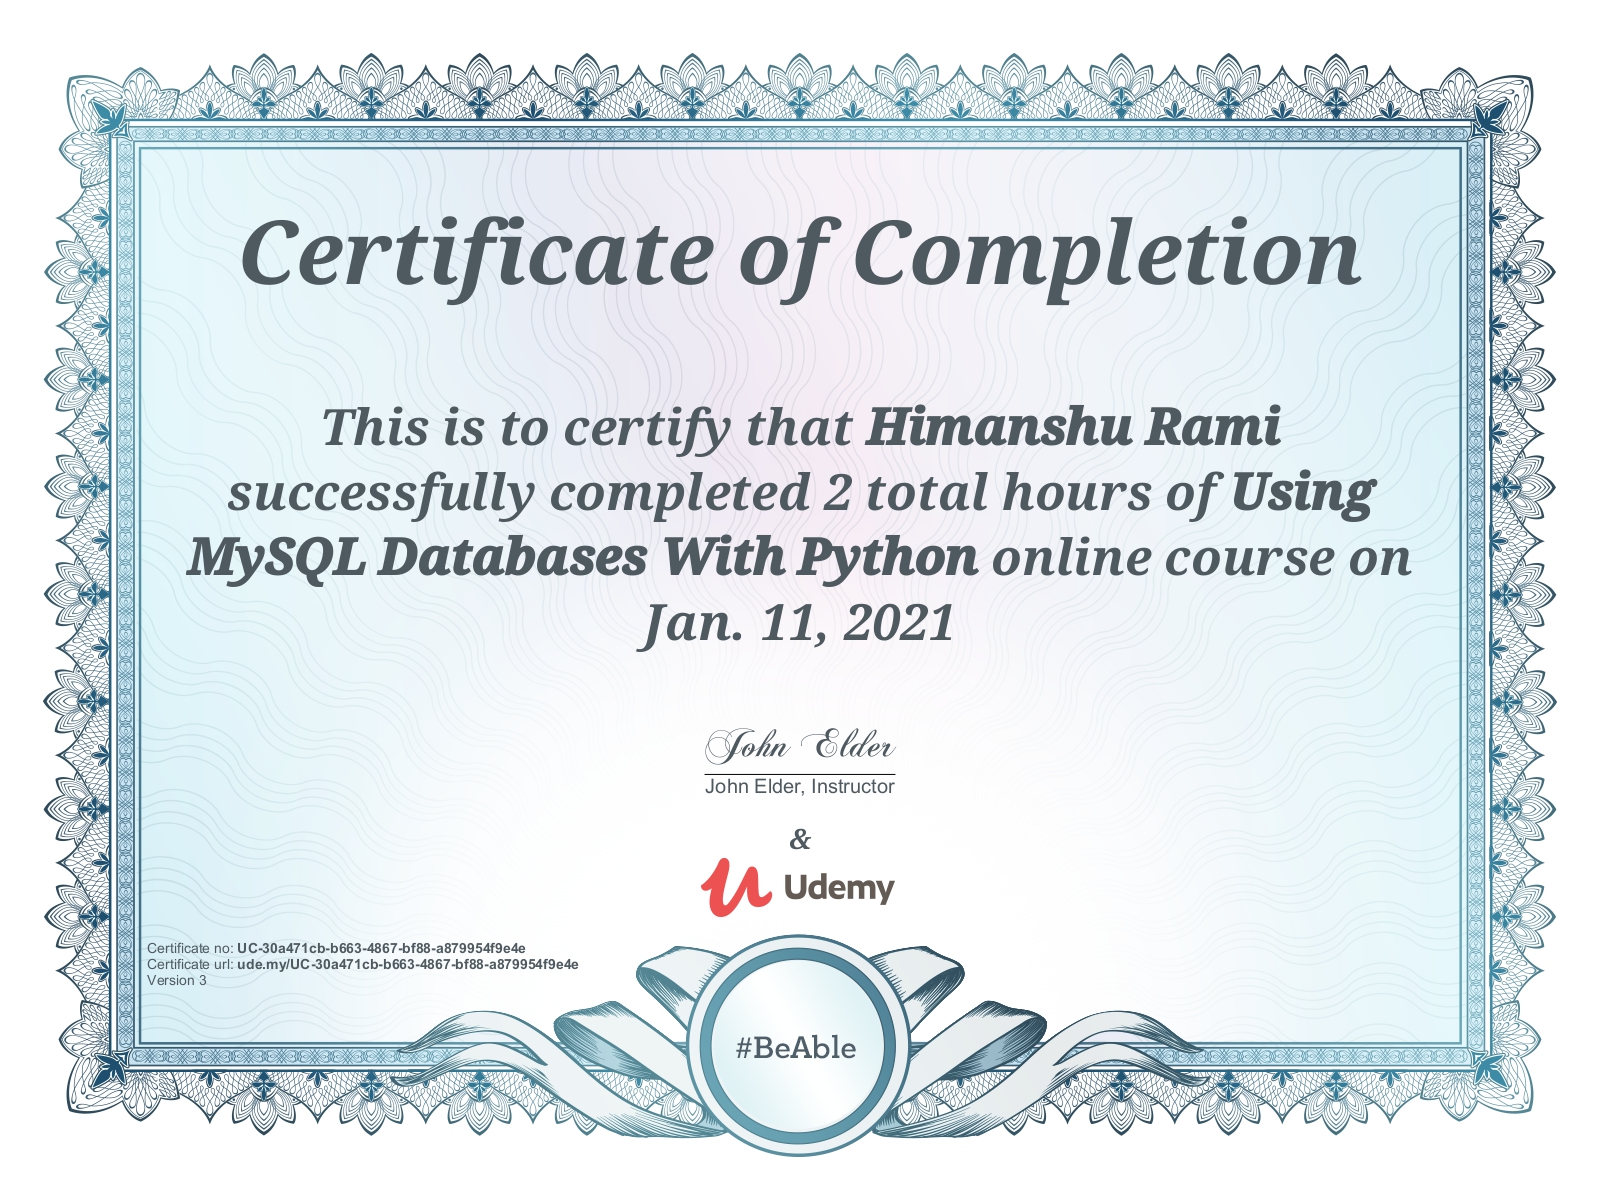 Certificate of Completion
This is to certify that Himanshu Rami
successfully completed 2 total hours of Using
MySQL Databases With Python online course on
Jan. 11, 2021
John Elder
John Elder, Instructor
&
Udemy
Certificate no: UC-30a471cb-b663-4867-bf88-a879954f9e4e
Certificate url: ude.my/UC-30a471cb-b663-4867-bf88-a879954f9e4e
Version 3
#BeAble